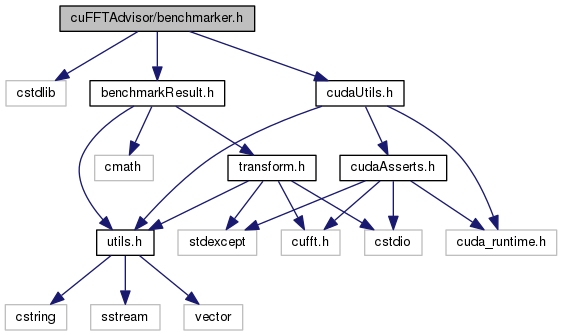 cuFFTAdvisor/benchmarker.h
cstdlib
benchmarkResult.h
cudaUtils.h
cmath
transform.h
cudaAsserts.h
utils.h
stdexcept
cufft.h
cstdio
cuda_runtime.h
cstring
sstream
vector